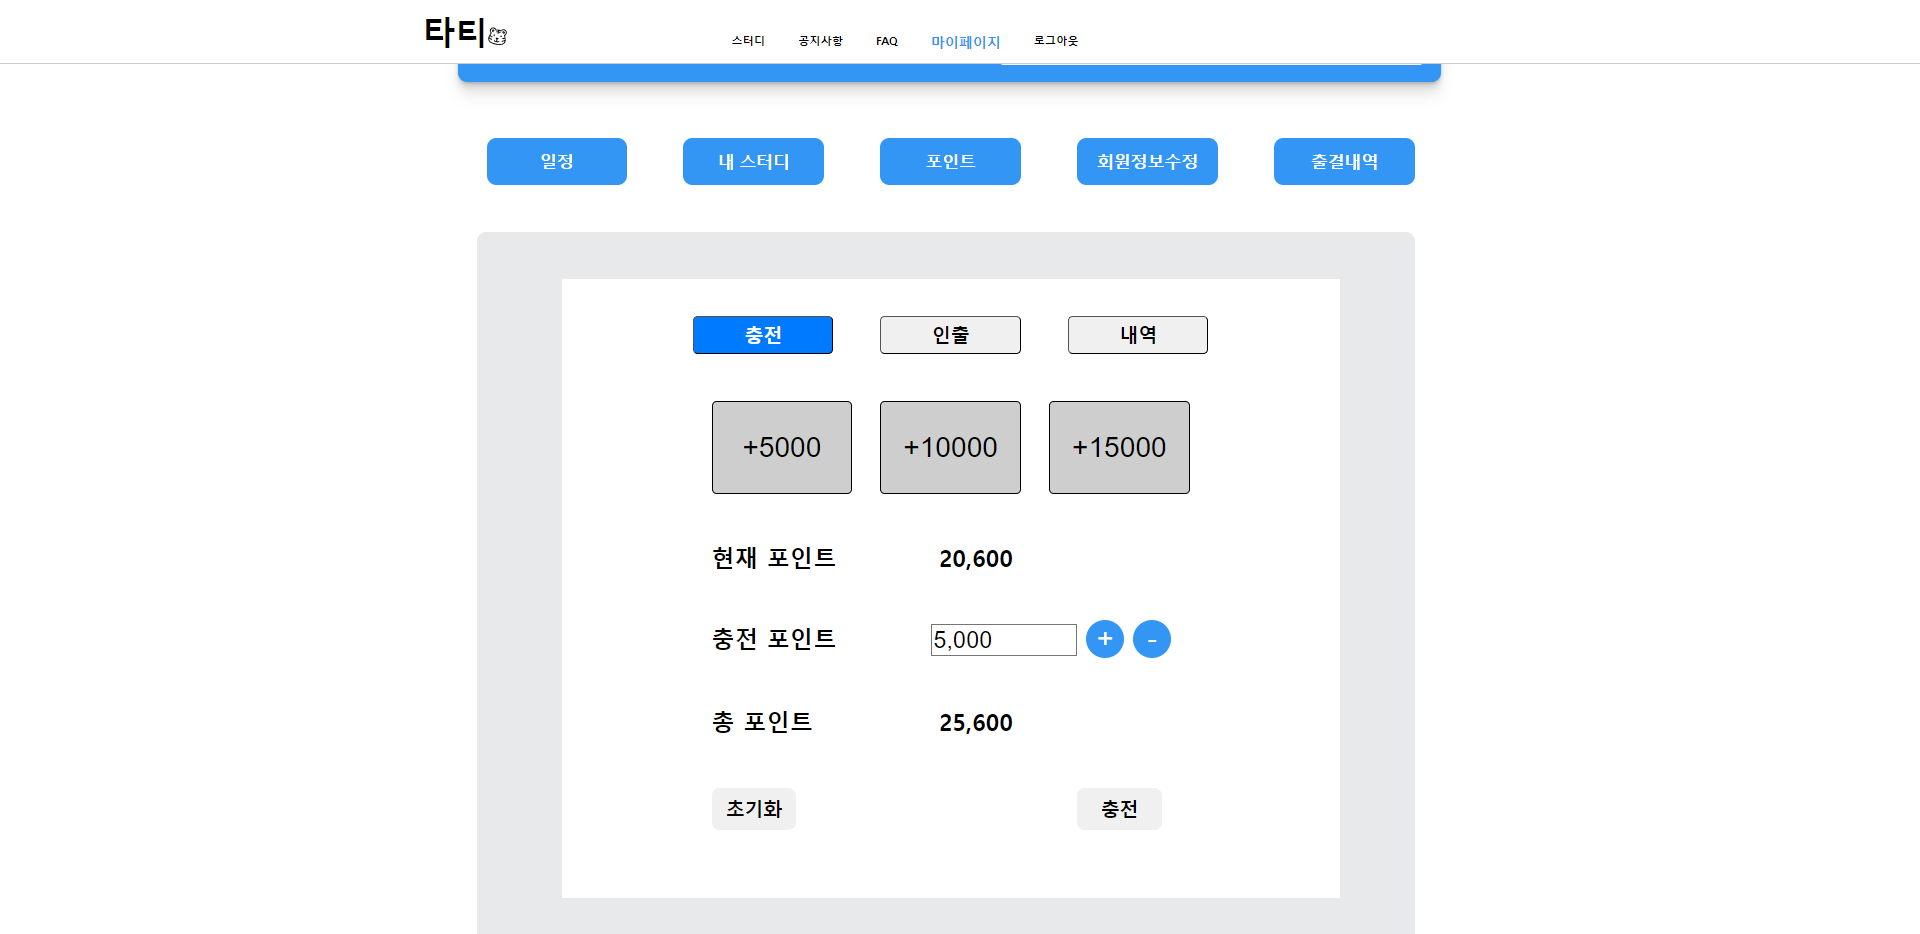 타티
스터디 공지사항 FAQ 마이페이지 로그아웃
일정 내 스터디 포인트 회원정보수정 출결내역
충전 인출 내역
+5000 +10000 +15000
현재 포인트 20,600
충전 포인트 5,000 + -
총 포인트 25,600
초기화 충전